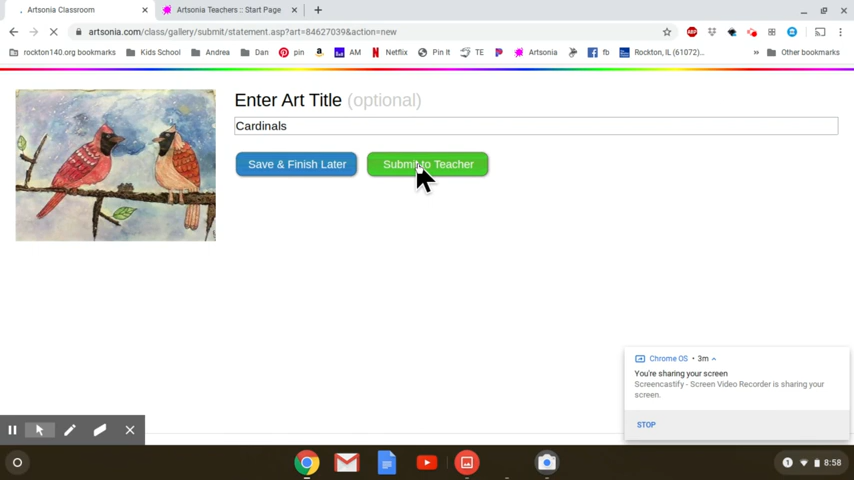 Artsonia Classroom
Artsonia Teachers :: Start Page
artsonia.com/class/gallery/submit/statement.asp?art=84627039&action=new
rockton140.org bookmarks Kids School Andrea Dan pin AM Netflix Pin It TE Artsonia fb Rockton, IL (61072)... » Other bookmarks
Enter Art Title (optional)
Cardinals
Save & Finish Later
Submit to Teacher
Chrome OS • 3m
You're sharing your screen
Screencastify - Screen Video Recorder is sharing your
screen.
STOP
1 8:58